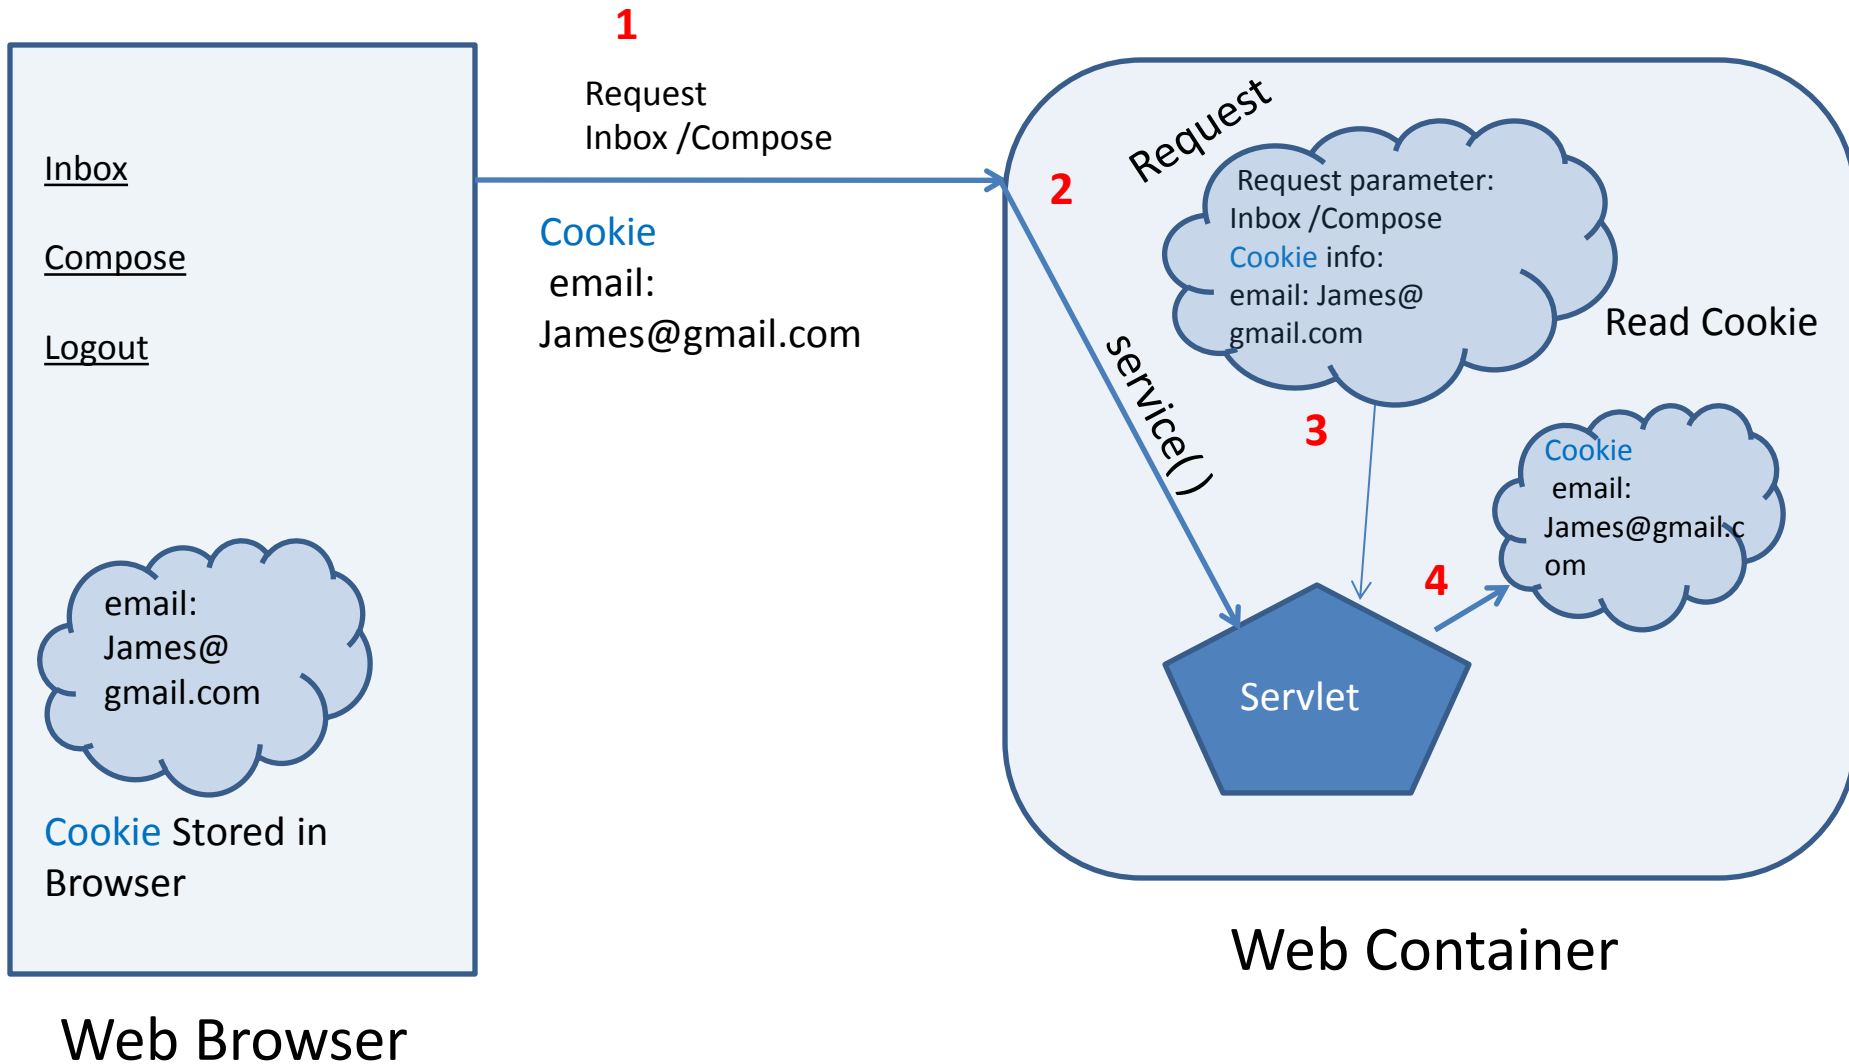 1
Request
Inbox /Compose
Inbox
Compose
Logout
Cookie
email:
James@gmail.com
email:
James@
gmail.com
Cookie Stored in
Browser
Web Browser
2
Request
Request parameter:
Inbox /Compose
Cookie info:
email: James@
gmail.com
Read Cookie
service( )
3
Cookie
email:
James@gmail.c
om
4
Servlet
Web Container